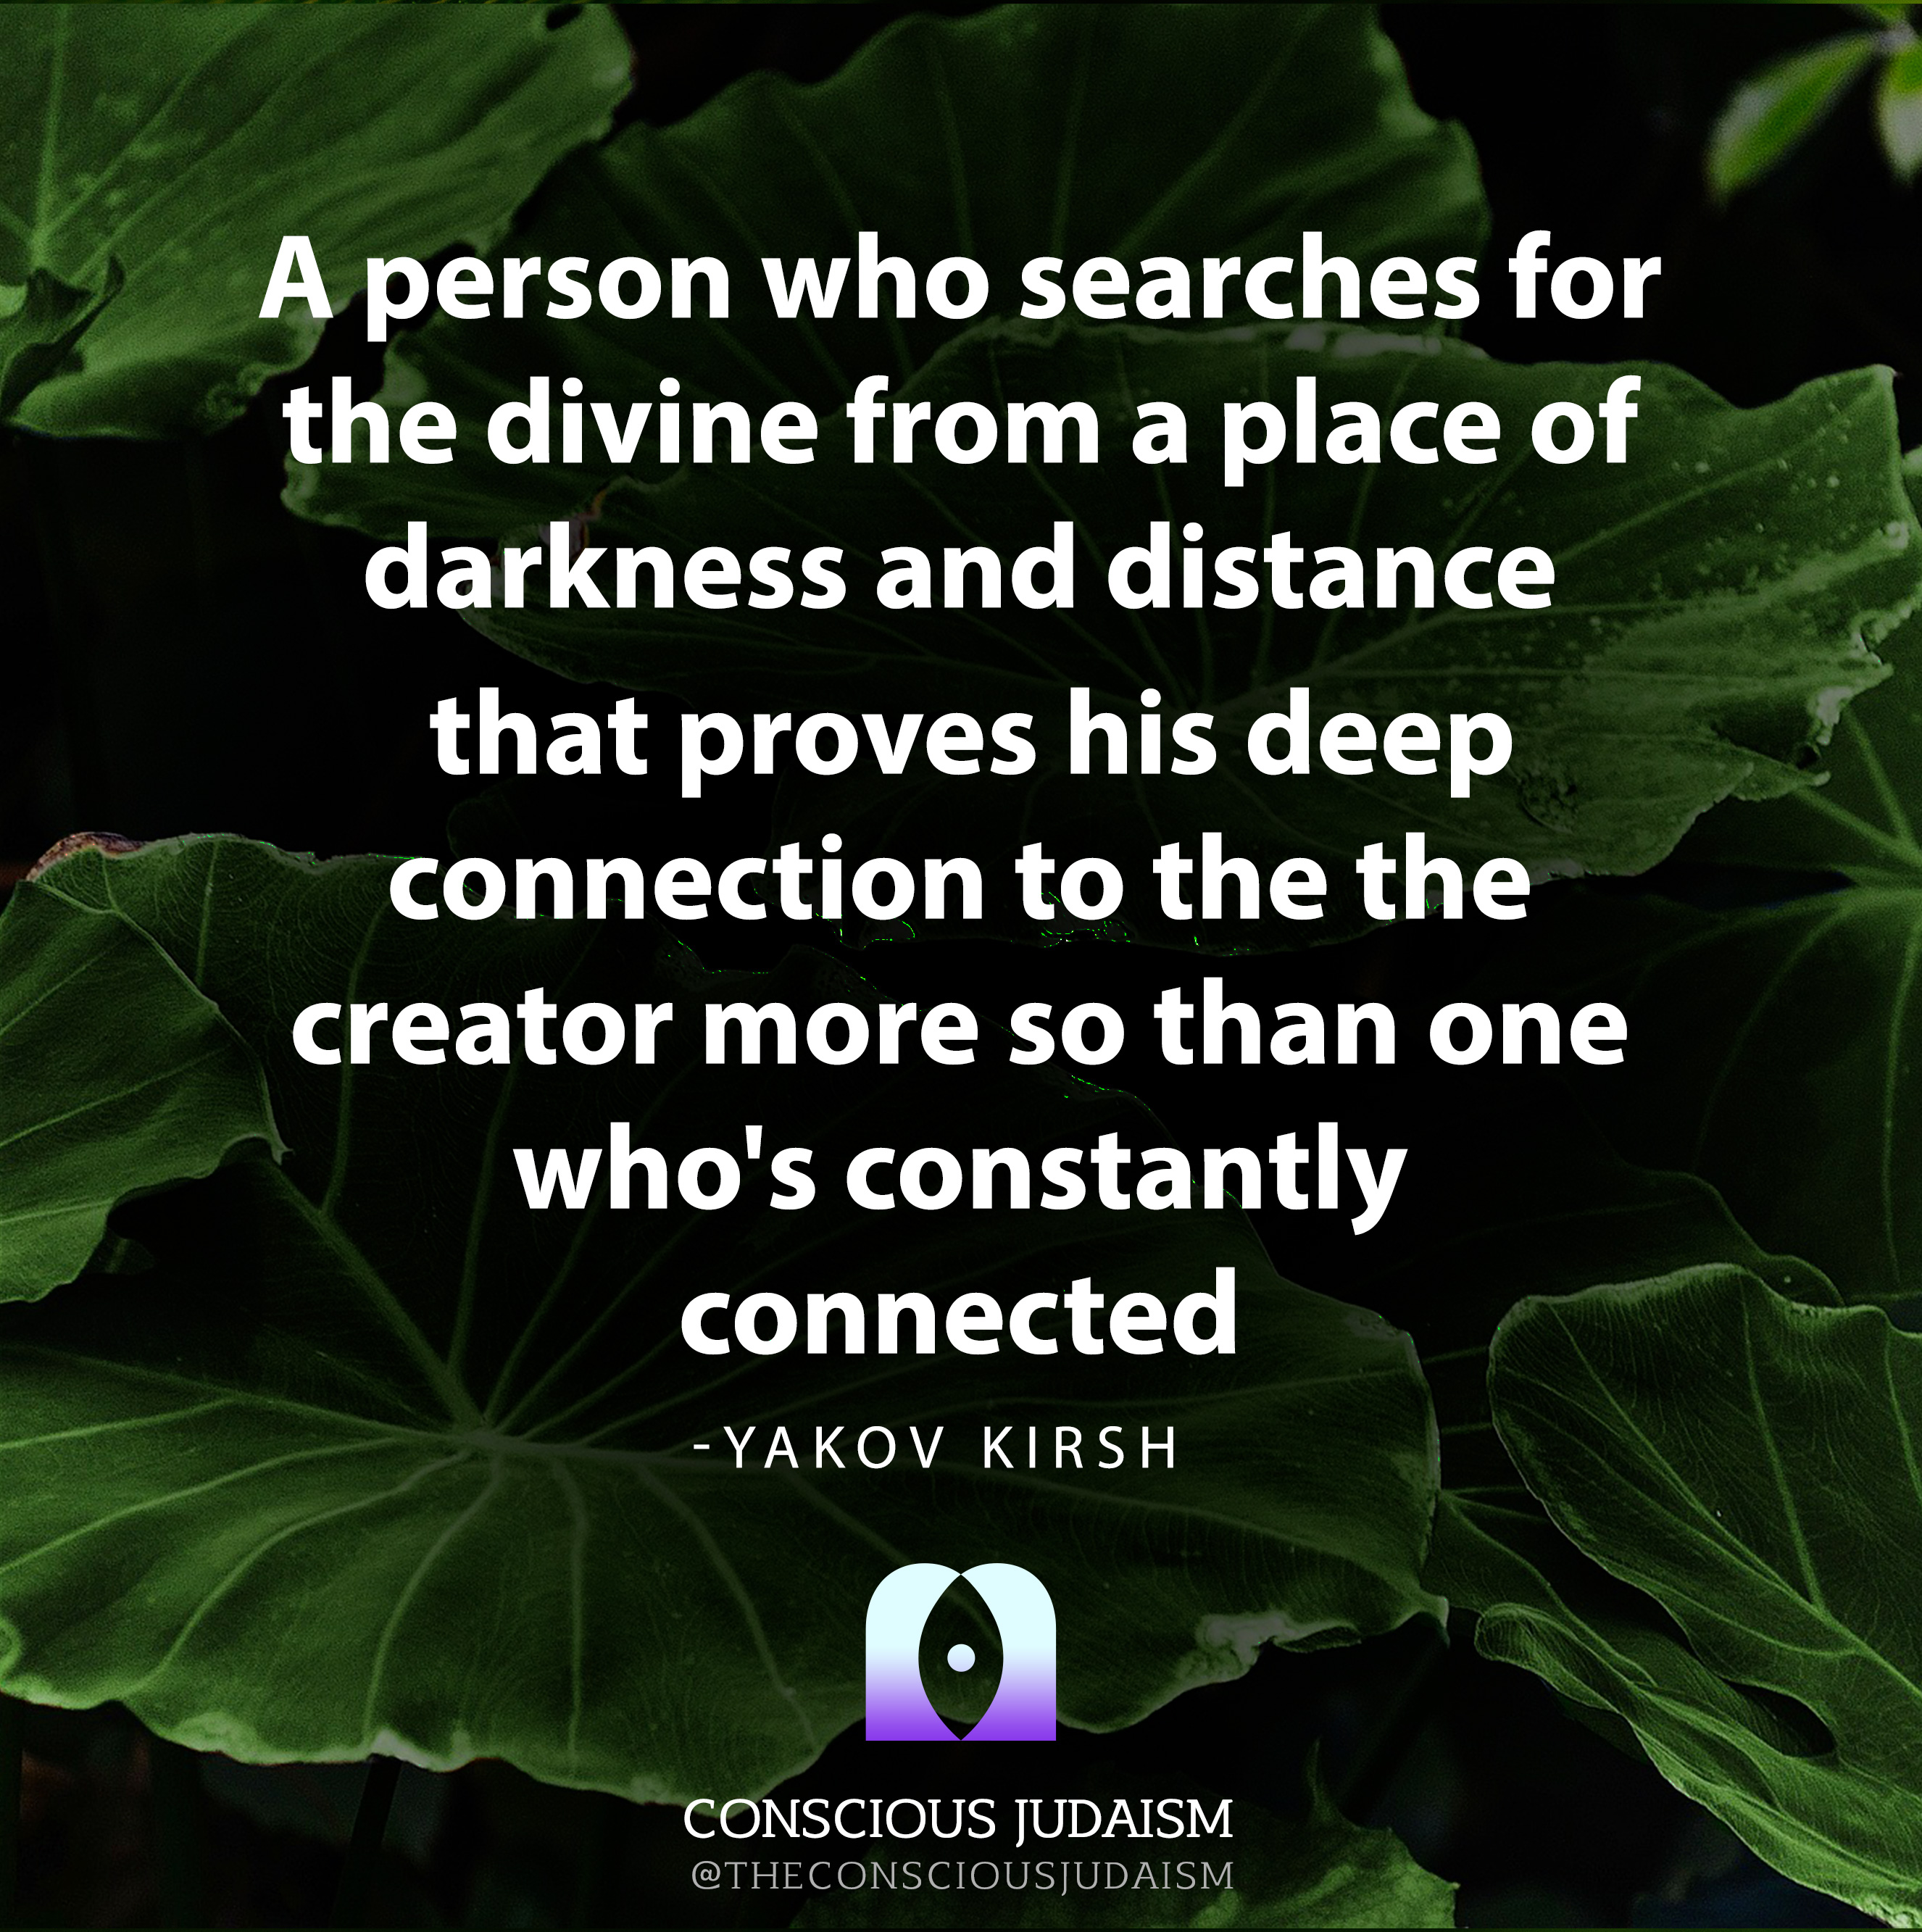 A person who searches for
the divine from a place of
darkness and distance
that proves his deep
connection to the the
creator more so than one
who's constantly
connected
-YAKOV KIRSH
CONSCIOUS JUDAISM
@THECONSCIOUSJUDAISM